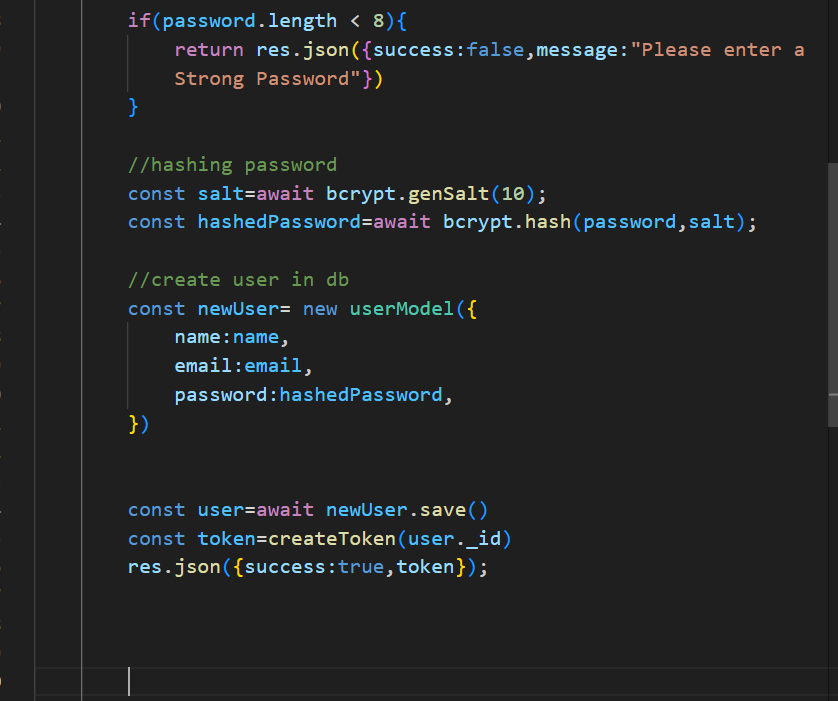 if(password.length < 8){
return res.json({success:false,message:"Please enter a
Strong Password"})
}
//hashing password
const salt=await bcrypt.genSalt(10);
const hashedPassword=await bcrypt.hash(password,salt);
//create user in db
const newUser= new userModel({
name:name,
email:email,
password:hashedPassword,
})
const user=await newUser.save()
const token=createToken(user._id)
res.json({success:true,token});